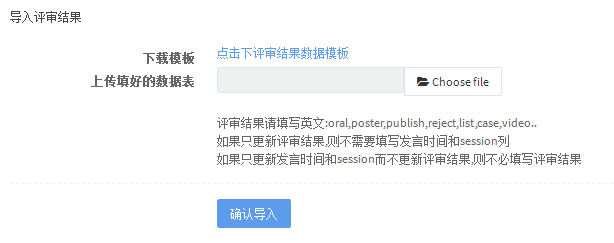 导入评审结果
下载模板 点击下评审结果数据模板
上传填好的数据表 Choose file
评审结果请填写英文:oral,poster,publish,reject,list,case,video..
如果只更新评审结果,则不需要填写发言时间和session列
如果只更新发言时间和session而不更新评审结果,则不必填写评审结果
确认导入